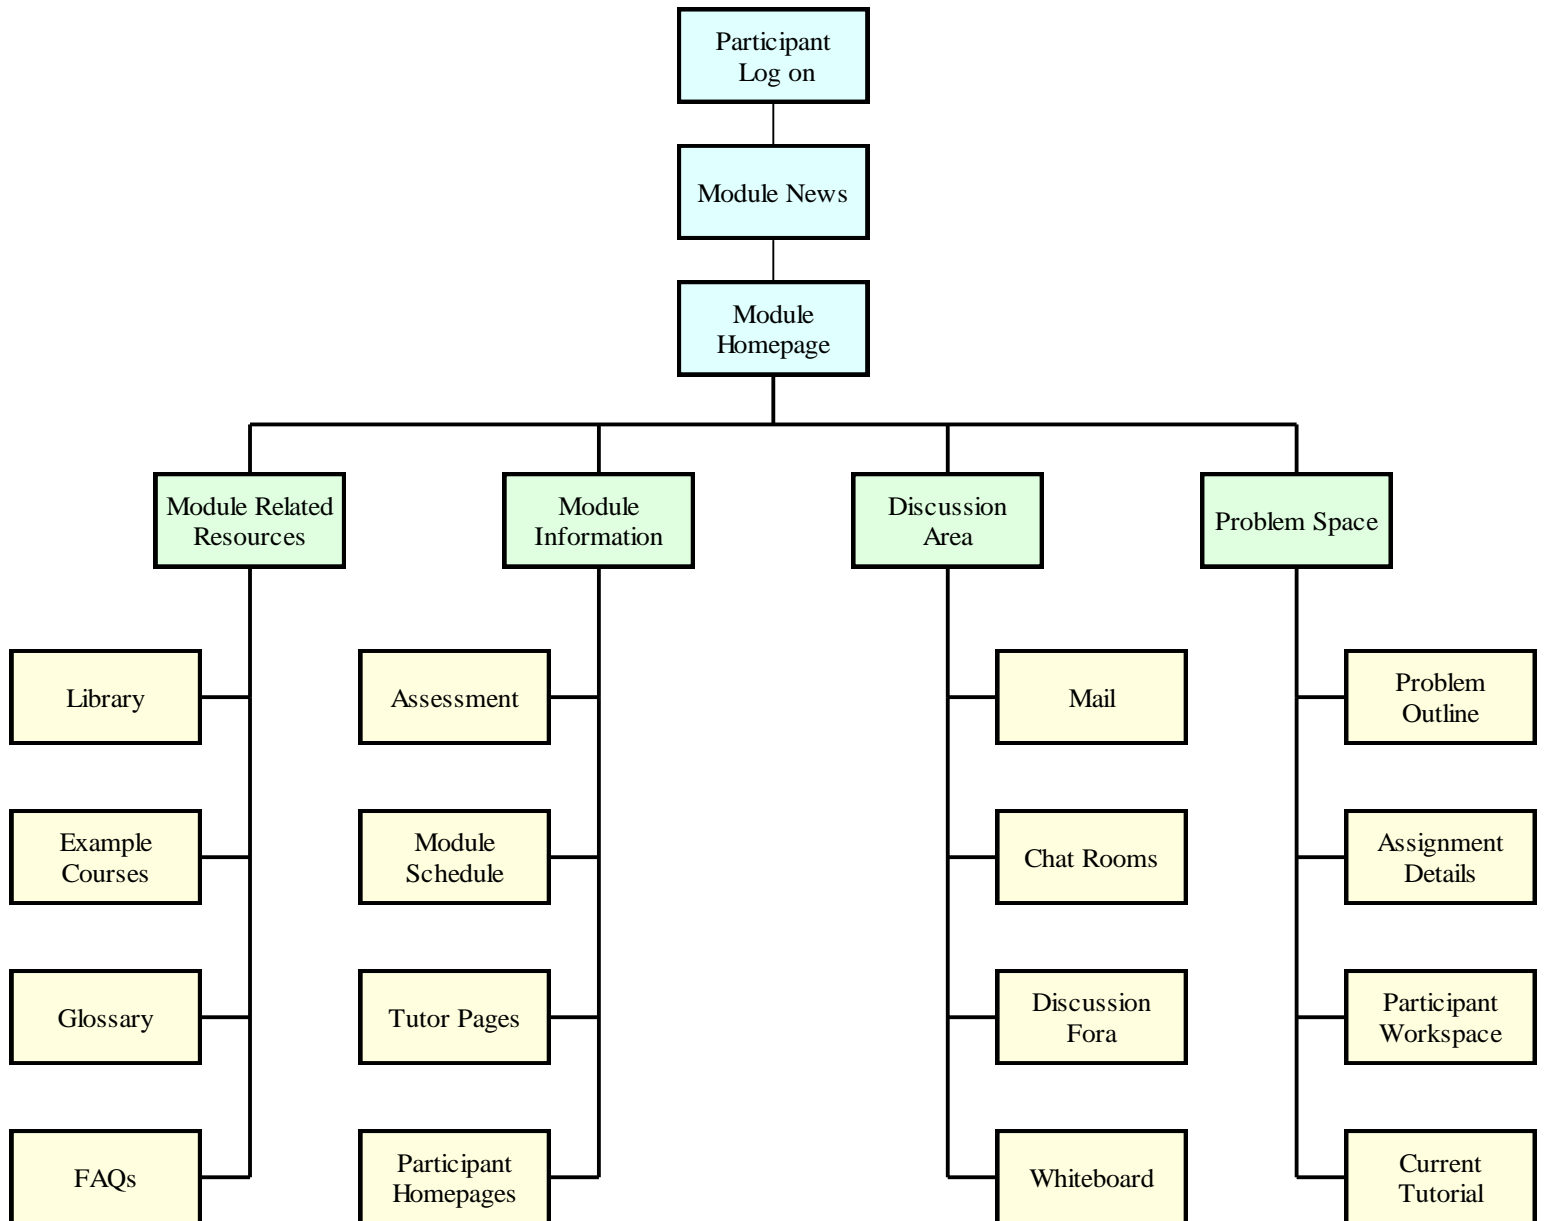 Participant
Log on
Module News
Module
Homepage
Module Related
Resources
Module
Information
Discussion
Area
Problem Space
Library
Assessment
Mail
Problem
Outline
Example
Courses
Module
Schedule
Chat Rooms
Assignment
Details
Glossary
Tutor Pages
Discussion
Fora
Participant
Workspace
FAQs
Participant
Homepages
Whiteboard
Current
Tutorial